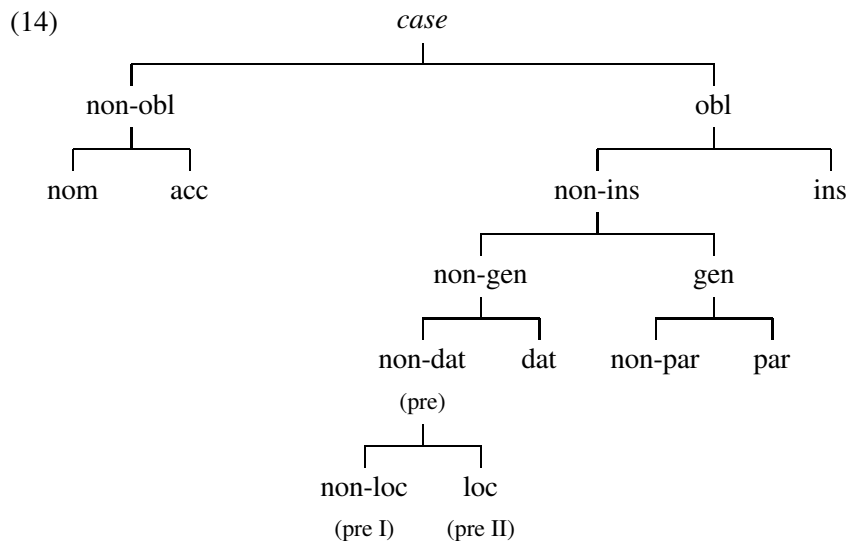 (14) case
non-obl obl
nom acc non-ins ins
non-gen gen
non-dat dat non-par par
(pre)
non-loc loc
(pre I) (pre II)